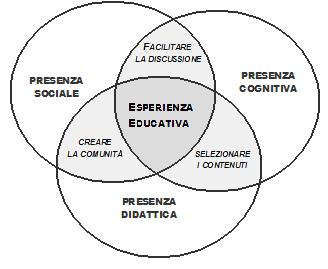 FACILITARE
LA DISCUSSIONE
PRESENZA
SOCIALE
PRESENZA
COGNITIVA
ESPERIENZA
EDUCATIVA
CREARE
LA COMUNITÀ
SELEZIONARE
I CONTENUTI
PRESENZA
DIDATTICA